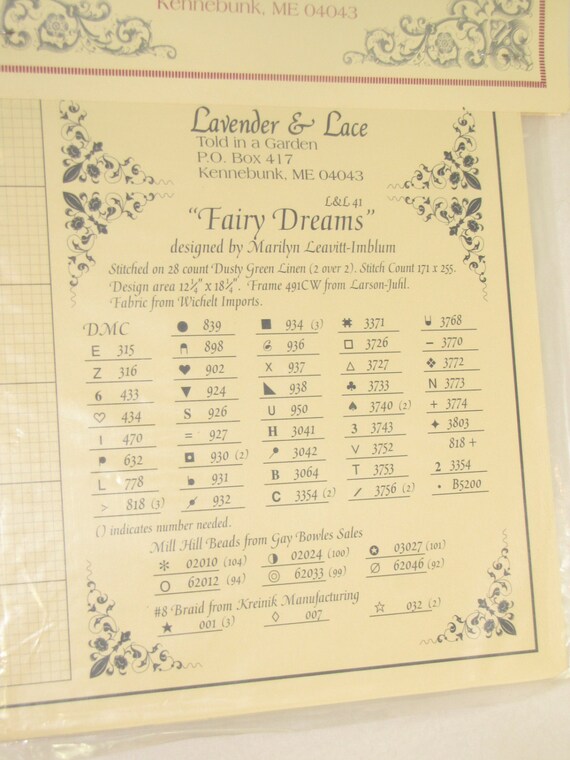 Kennebunk, ME 04043
Lavender & Lace
Told in a Garden
P.O. Box 417
Kennebunk, ME 04043
L&L 41
"Fairy Dreams"
designed by Marilyn Leavitt-Imblum
Stitched on 28 count Dusty Green Linen (2 over 2). Stitch Count 171 x 255.
Design area 12¼" x 18¼". Frame 491CW from Larson-Juhl.
Fabric from Wichelt Imports.
DMC ● 839 ■ 934 (3) ✖ 3371 3768
E 315 898 936 □ 3726 − 3770
Z 316 ♥ 902 X 937 △ 3727 ❖ 3772
6 433 ▼ 924 ◣ 938 ♣ 3733 N 3773
♡ 434 S 926 U 950 ♠ 3740 (2) + 3774
I 470 = 927 H 3041 3 3743 ✦ 3803
632 ◘ 930 (2) 3042 V 3752 818 +
L 778 931 B 3064 T 3753 2 3354
> 818 (3) 932 C 3354 (2) / 3756 (2) · B5200
() indicates number needed.
Mill Hill Beads from Gay Bowles Sales
✻ 02010 (104) ◑ 02024 (100) ✪ 03027 (101)
O 62012 (94) ◎ 62033 (99) ∅ 62046 (92)
#8 Braid from Kreinik Manufacturing
★ 001 (3) ◊ 007 ☆ 032 (2)